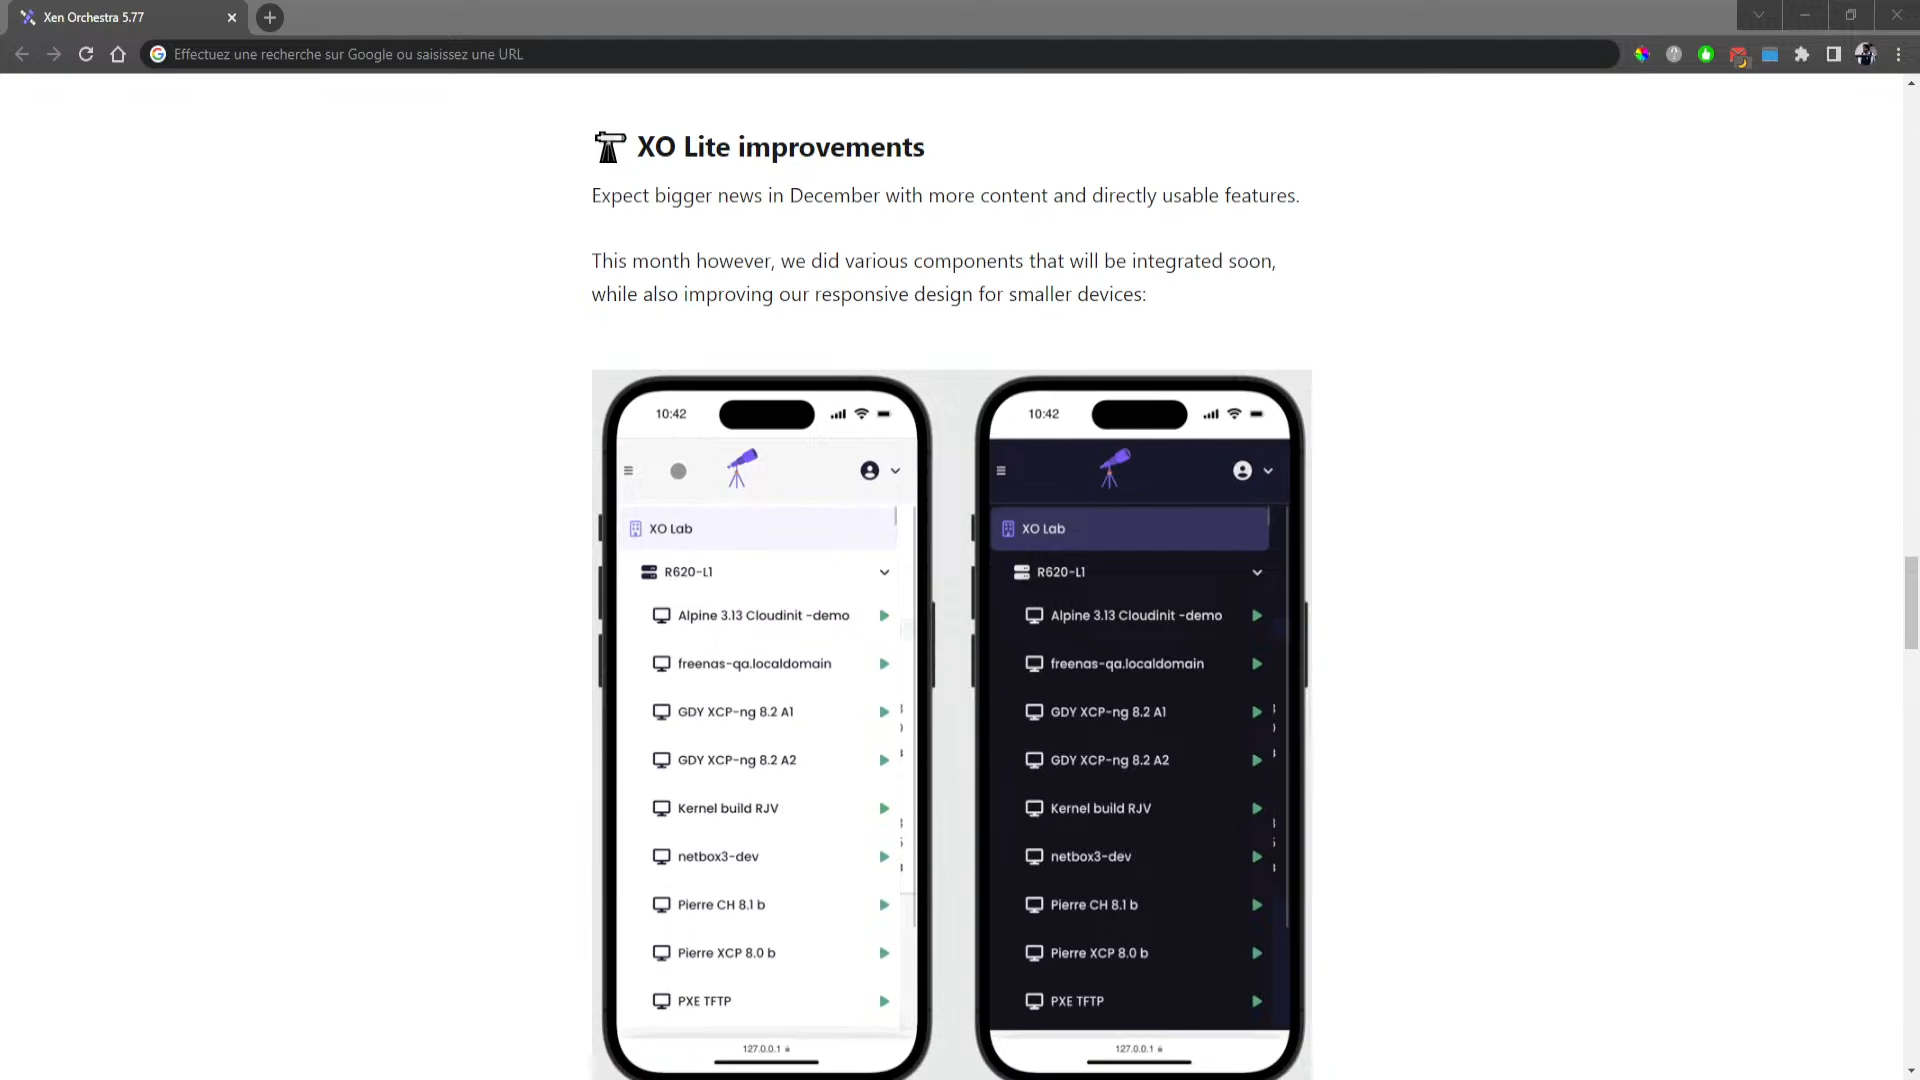 Xen Orchestra 5.77
Effectuez une recherche sur Google ou saisissez une URL
XO Lite improvements
Expect bigger news in December with more content and directly usable features.
This month however, we did various components that will be integrated soon,
while also improving our responsive design for smaller devices:
10:42
XO Lab
R620-L1
Alpine 3.13 Cloudinit -demo
freenas-qa.localdomain
GDY XCP-ng 8.2 A1
GDY XCP-ng 8.2 A2
Kernel build RJV
netbox3-dev
Pierre CH 8.1 b
Pierre XCP 8.0 b
PXE TFTP
127.0.0.1
10:42
XO Lab
R620-L1
Alpine 3.13 Cloudinit -demo
freenas-qa.localdomain
GDY XCP-ng 8.2 A1
GDY XCP-ng 8.2 A2
Kernel build RJV
netbox3-dev
Pierre CH 8.1 b
Pierre XCP 8.0 b
PXE TFTP
127.0.0.1